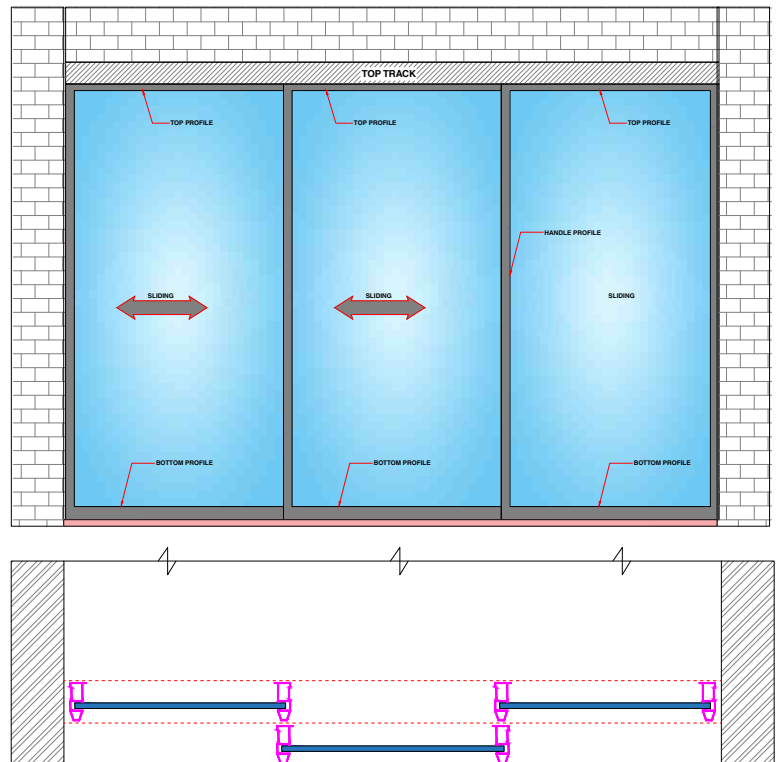 TOP TRACK
TOP PROFILE
TOP PROFILE
TOP PROFILE
HANDLE PROFILE
SLIDING
SLIDING
SLIDING
BOTTOM PROFILE
BOTTOM PROFILE
BOTTOM PROFILE